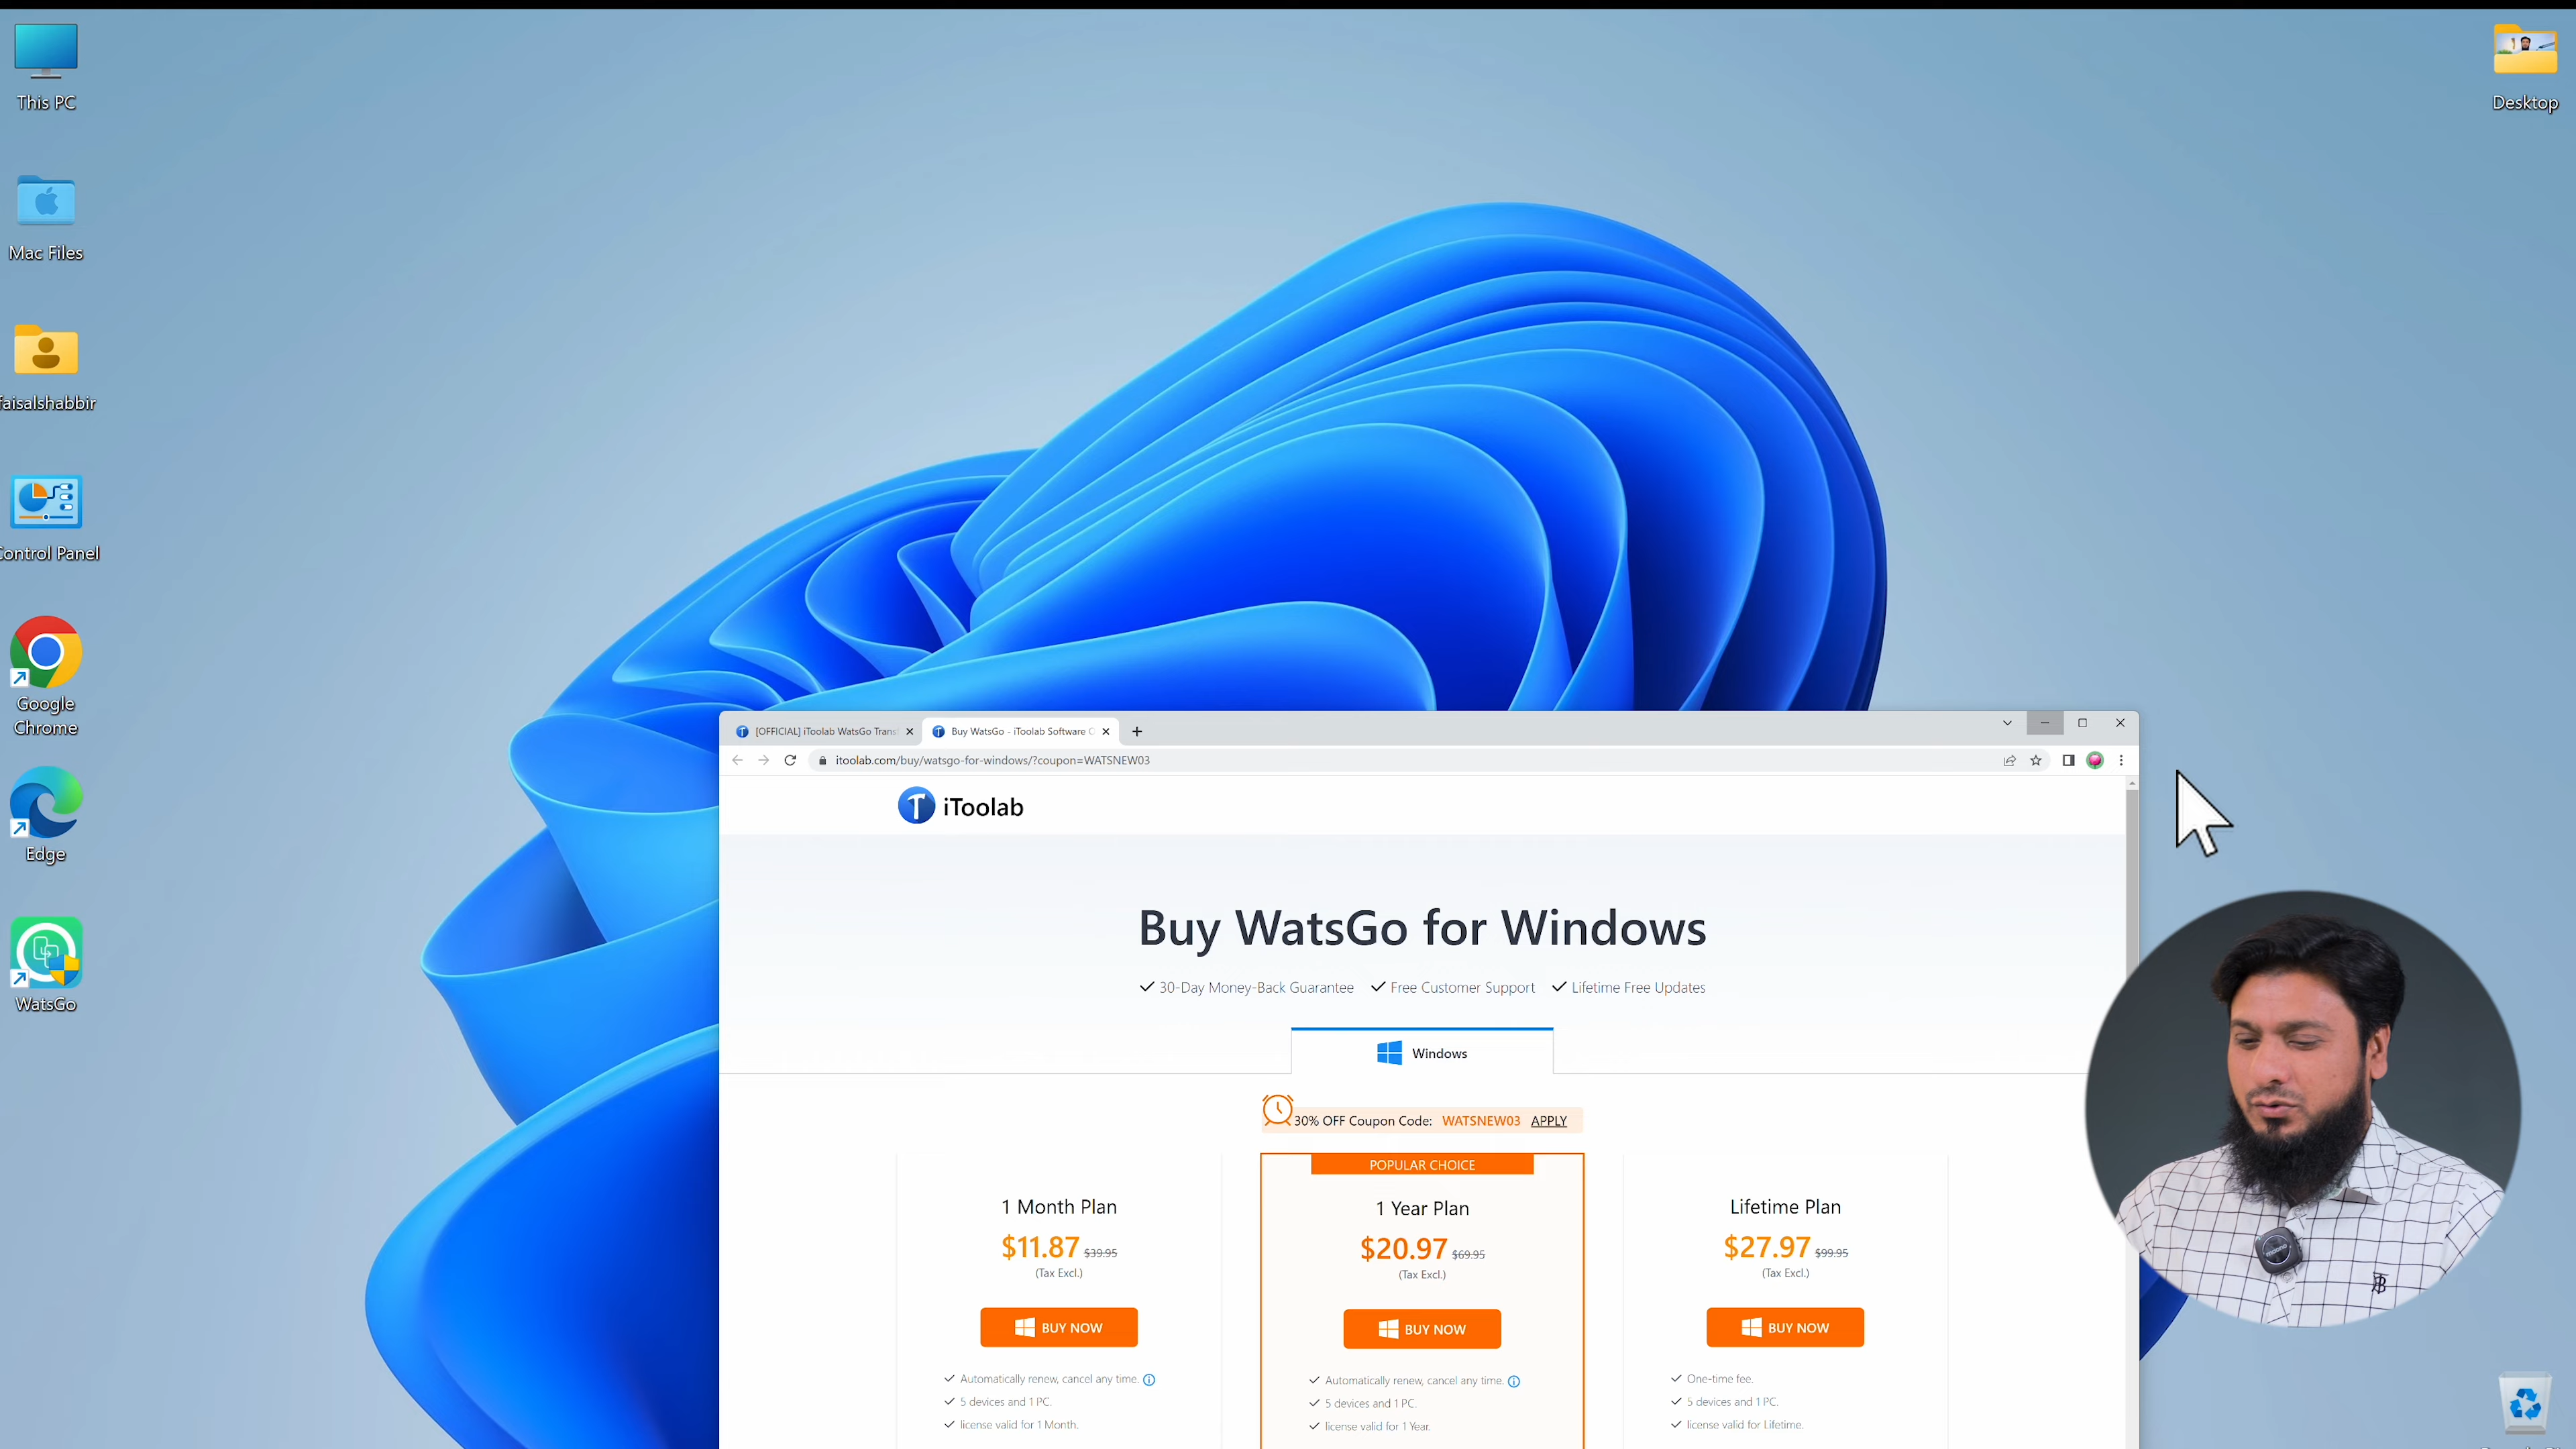 This PC
Desktop
Mac Files
faisalshabbir
Control Panel
Google
Chrome
Edge
WatsGo
[OFFICIAL] iToolab WatsGo Trans
Buy WatsGo - iToolab Software
itoolab.com/buy/watsgo-for-windows/?coupon=WATSNEW03
iToolab
Buy WatsGo for Windows
30-Day Money-Back Guarantee Free Customer Support Lifetime Free Updates
Windows
30% OFF Coupon Code: WATSNEW03 APPLY
POPULAR CHOICE
1 Month Plan
$11.87 $39.95
(Tax Excl.)
BUY NOW
Automatically renew, cancel any time.
5 devices and 1 PC.
license valid for 1 Month.
1 Year Plan
$20.97 $69.95
(Tax Excl.)
BUY NOW
Automatically renew, cancel any time.
5 devices and 1 PC.
license valid for 1 Year.
Lifetime Plan
$27.97 $99.95
(Tax Excl.)
BUY NOW
One-time fee.
5 devices and 1 PC.
license valid for Lifetime.